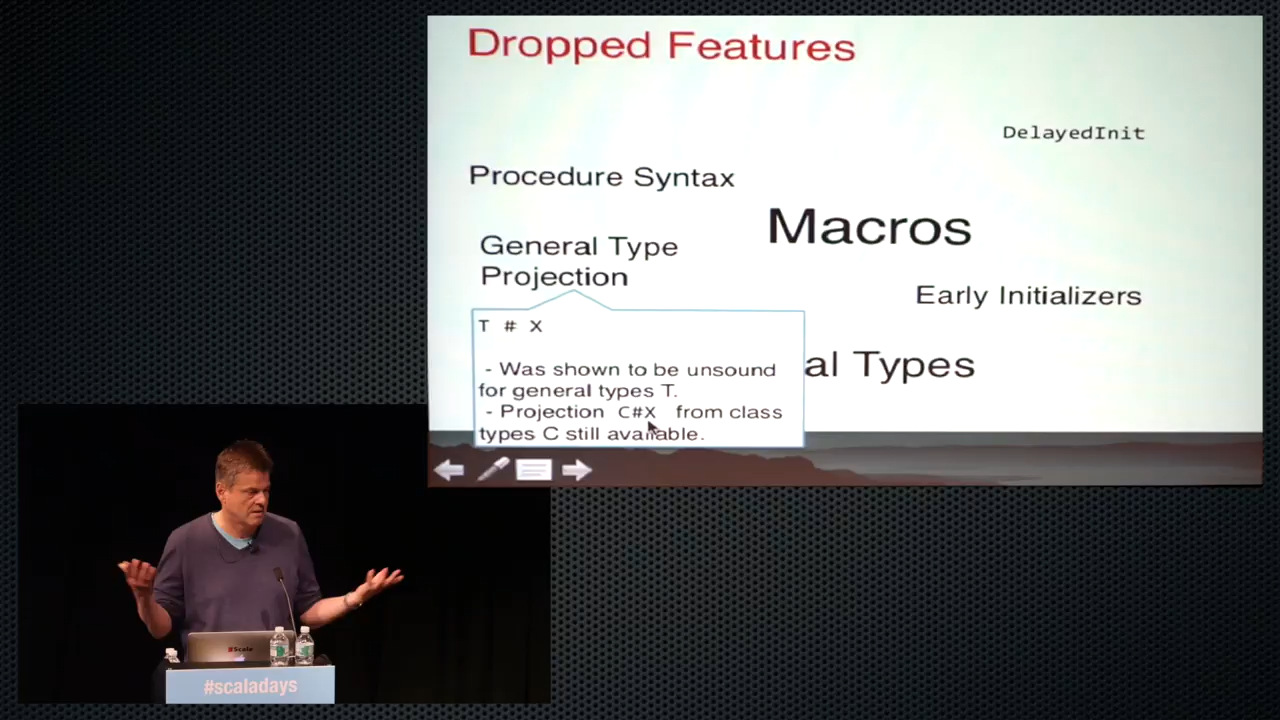 Dropped Features
DelayedInit
Procedure Syntax
Macros
General Type
Projection
Early Initializers
T # X
al Types
- Was shown to be unsound
for general types T.
- Projection C#X from class
types C still available.
Scala
#scaladays